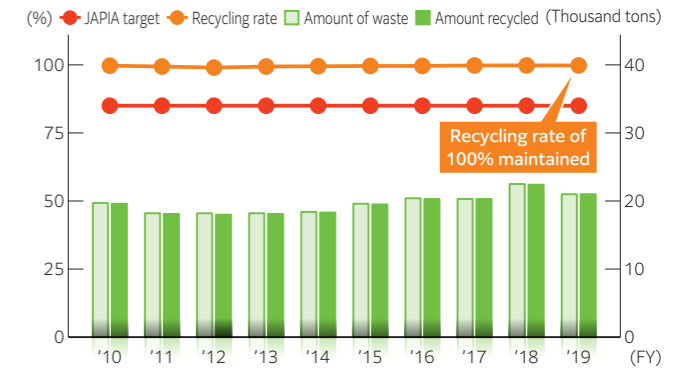 (%) JAPIA target Recycling rate Amount of waste Amount recycled (Thousand tons)
100 40
75 30
Recycling rate of
100% maintained
50 20
25 10
0 0
’10 ’11 ’12 ’13 ’14 ’15 ’16 ’17 ’18 ’19 (FY)